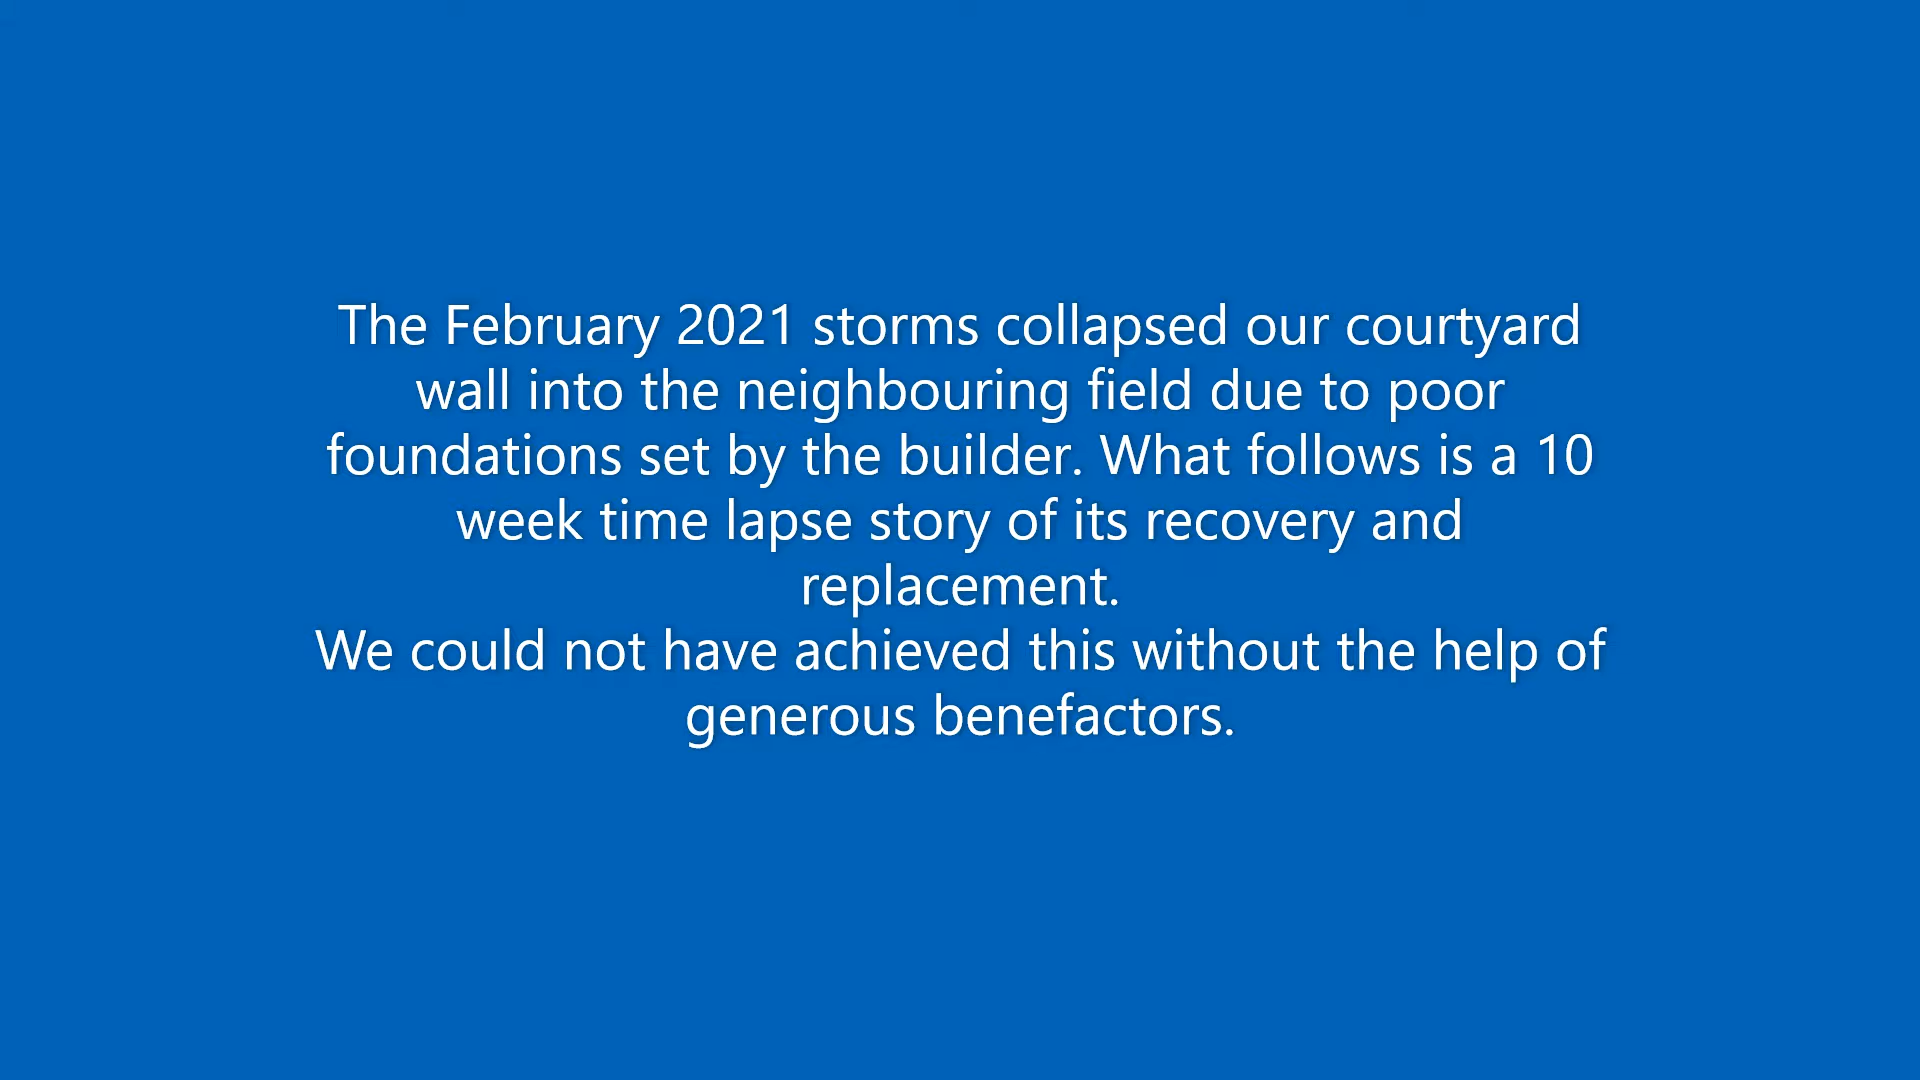 The February 2021 storms collapsed our courtyard
wall into the neighbouring field due to poor
foundations set by the builder. What follows is a 10
week time lapse story of its recovery and
replacement.
We could not have achieved this without the help of
generous benefactors.